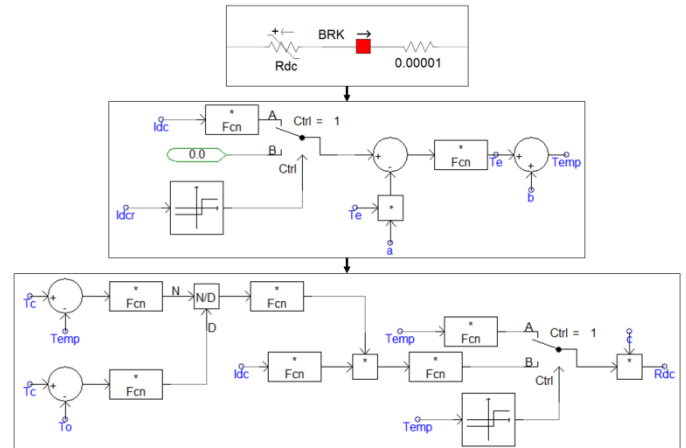 + ← BRK →
Rdc 0.00001
Idc * Fcn A Ctrl = 1
0.0 B + - * Fcn Te + + Temp
Ctrl
Idcr Te * b
a
Tc + - * Fcn N N/D * Fcn
Temp D
Temp * Fcn A Ctrl = 1 c
Tc + - * Fcn Idc * Fcn * * Fcn B * Rdc
Ctrl
To Temp